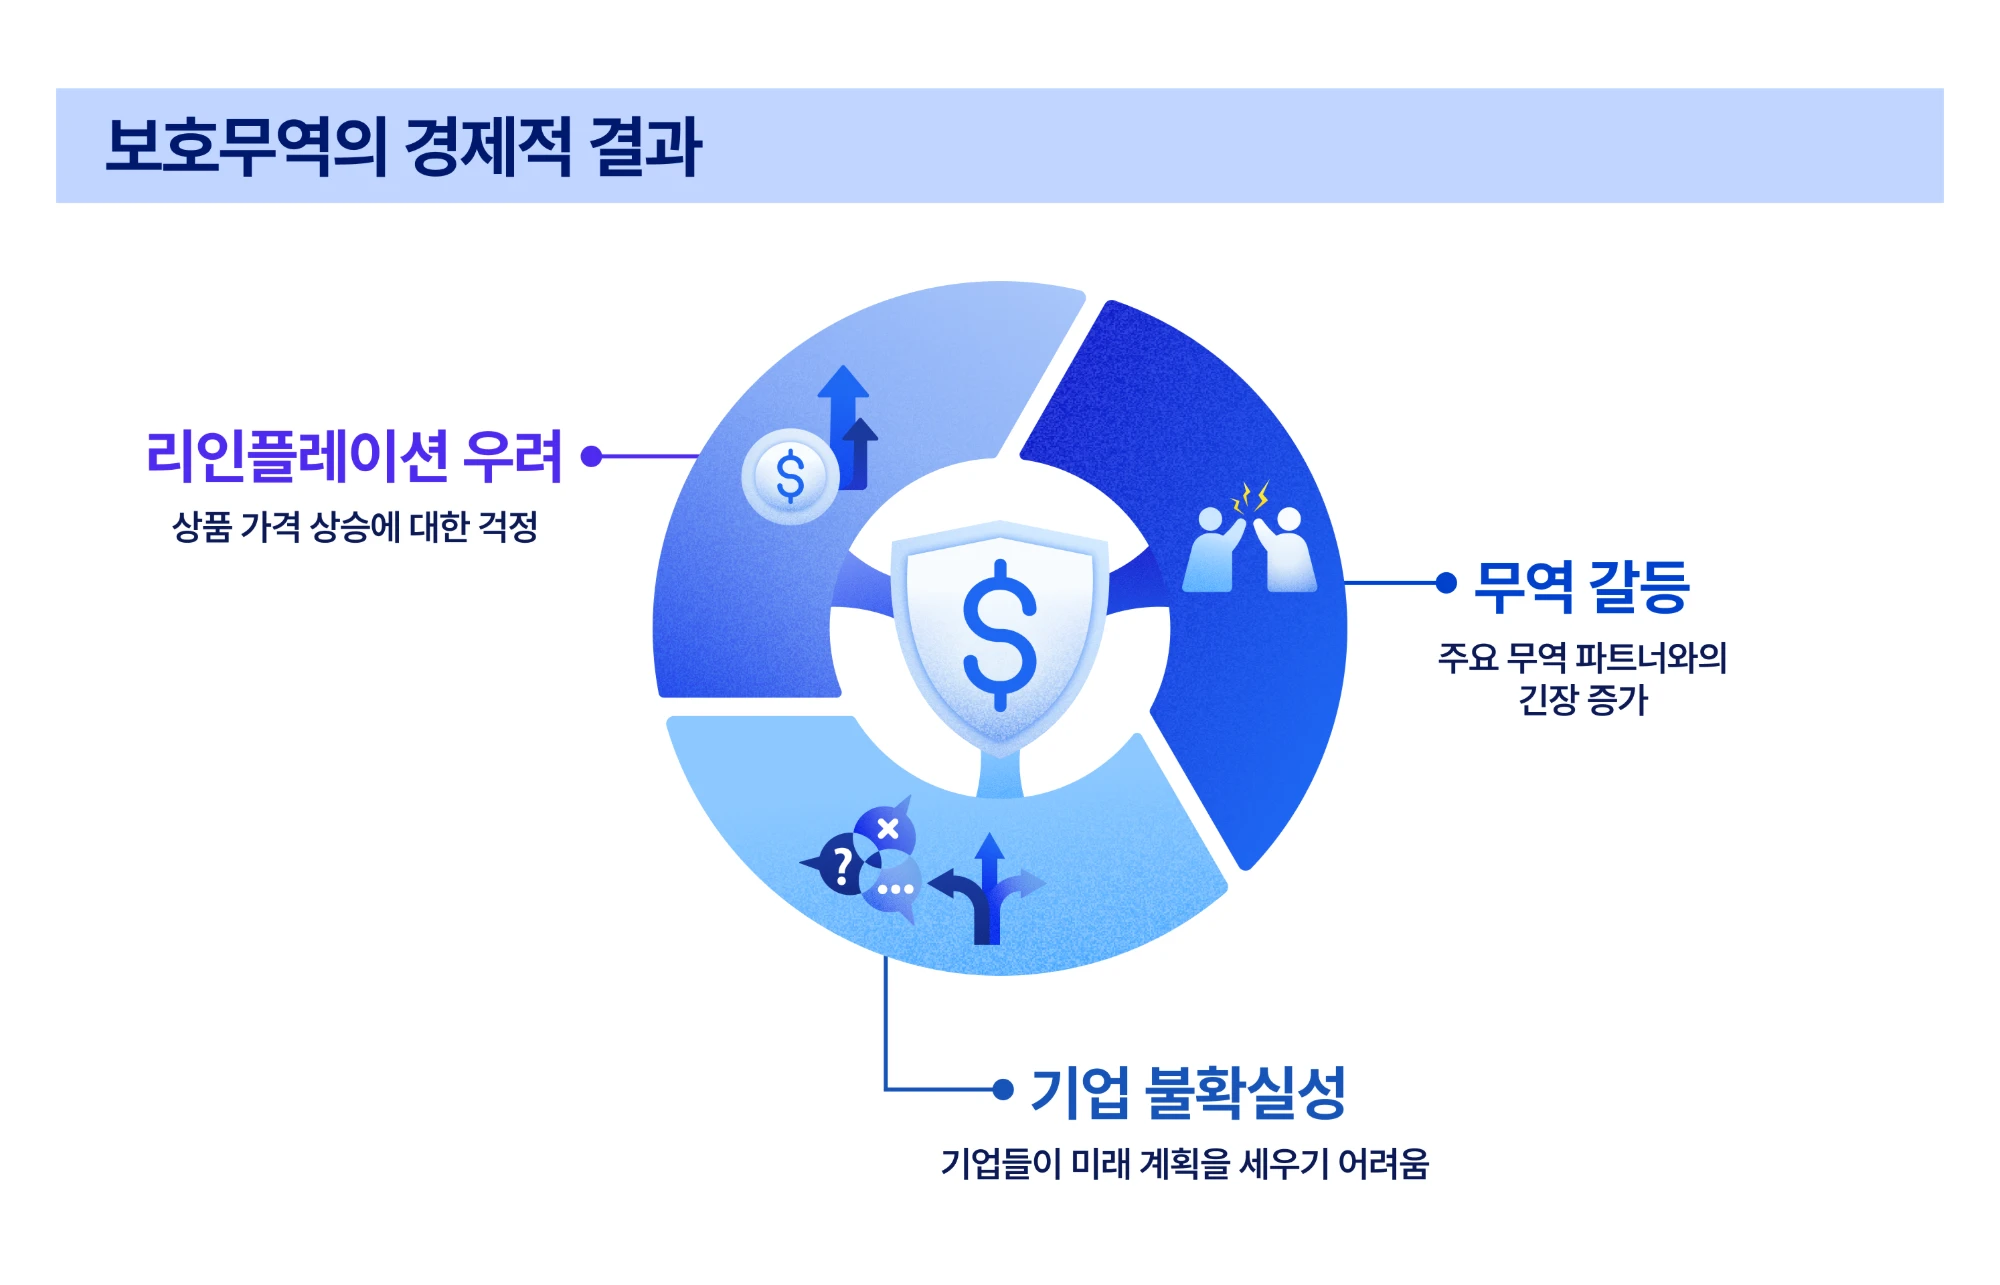 보호무역의 경제적 결과
리인플레이션 우려
상품 가격 상승에 대한 걱정
$
$
무역 갈등
주요 무역 파트너와의
긴장 증가
?
기업 불확실성
기업들이 미래 계획을 세우기 어려움